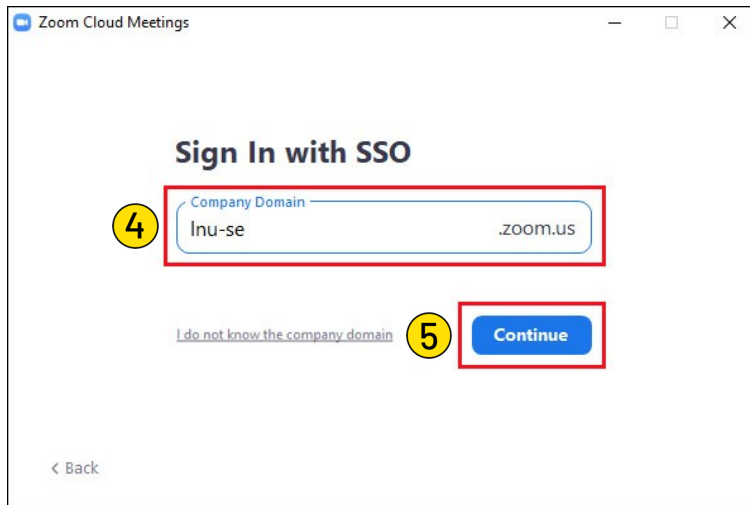 Zoom Cloud Meetings
Sign In with SSO
Company Domain
4
lnu-se .zoom.us
I do not know the company domain
5
Continue
< Back